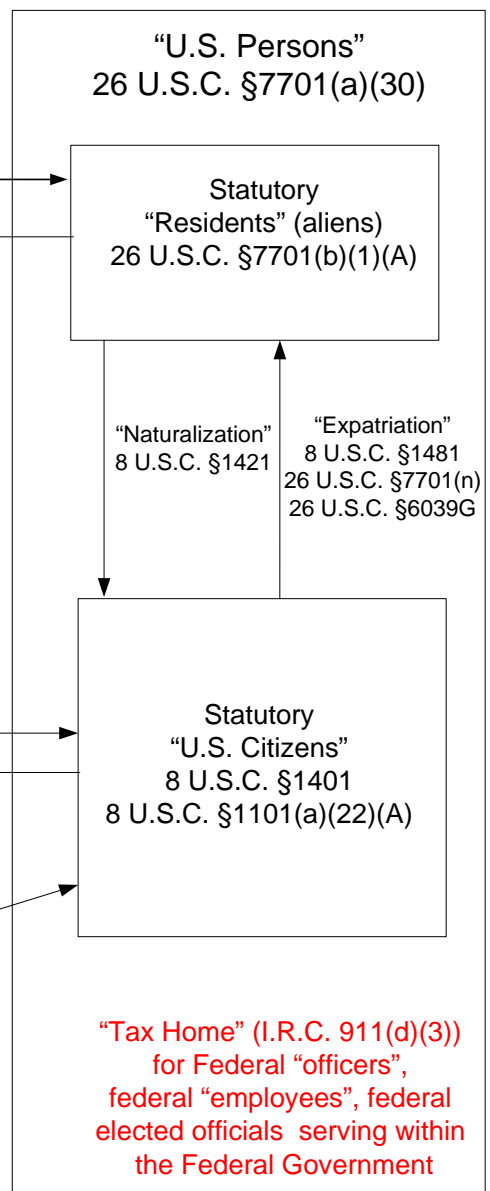 “U.S. Persons”
26 U.S.C. §7701(a)(30)
Statutory
“Residents” (aliens)
26 U.S.C. §7701(b)(1)(A)
“Naturalization”
8 U.S.C. §1421
“Expatriation”
8 U.S.C. §1481
26 U.S.C. §7701(n)
26 U.S.C. §6039G
Statutory
“U.S. Citizens”
8 U.S.C. §1401
8 U.S.C. §1101(a)(22)(A)
“Tax Home” (I.R.C. 911(d)(3))
for Federal “officers”,
federal “employees”, federal
elected officials serving within
the Federal Government